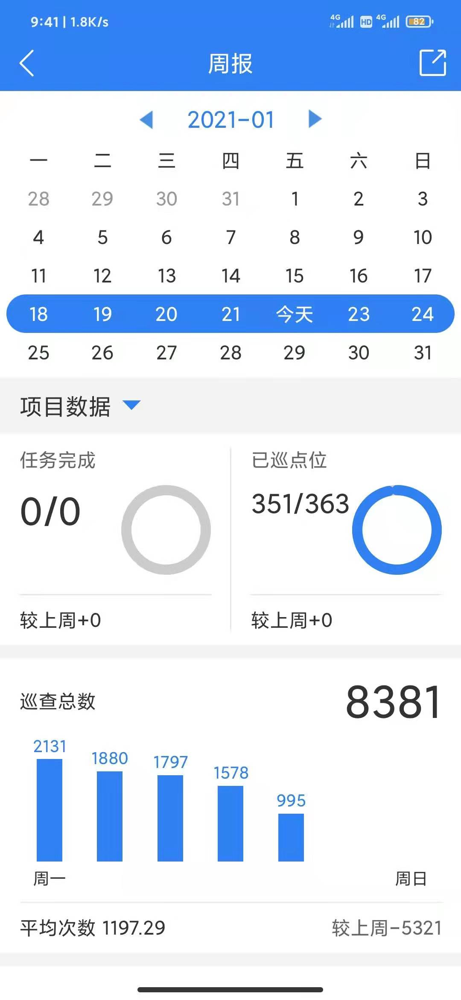 9:41 | 1.8K/s 4G HD 4G 82
周报
2021-01
一 二 三 四 五 六 日
28 29 30 31 1 2 3
4 5 6 7 8 9 10
11 12 13 14 15 16 17
18 19 20 21 今天 23 24
25 26 27 28 29 30 31
项目数据
任务完成
0/0
较上周+0
已巡点位
351/363
较上周+0
巡查总数 8381
2131 1880 1797 1578 995
周一 周日
平均次数 1197.29 较上周-5321